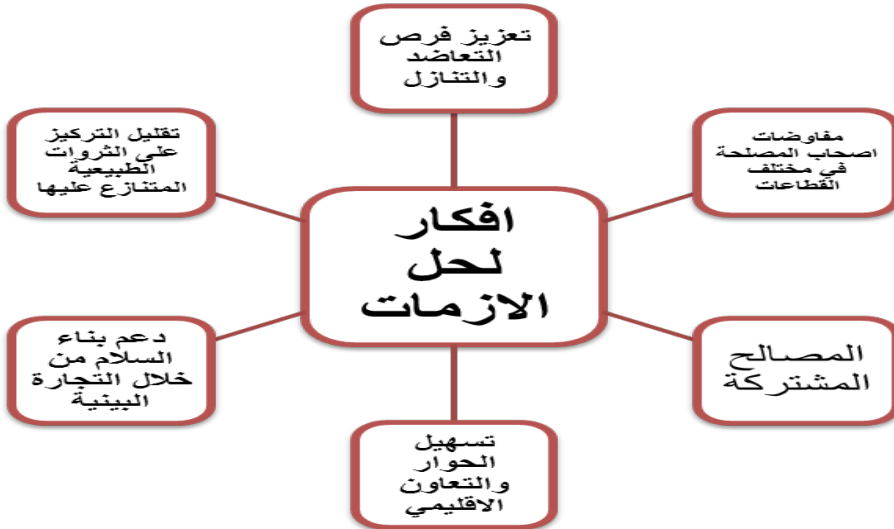 تعزيز فرص
التعاضد
والتنازل
مفاوضات
اصحاب المصلحة
في مختلف
القطاعات
المصالح
المشتركة
تسهيل
الحوار
والتعاون
الاقليمي
دعم بناء
السلام من
خلال التجارة
البينية
تقليل التركيز
على الثروات
الطبيعية
المتنازع عليها
افكار
لحل
الازمات